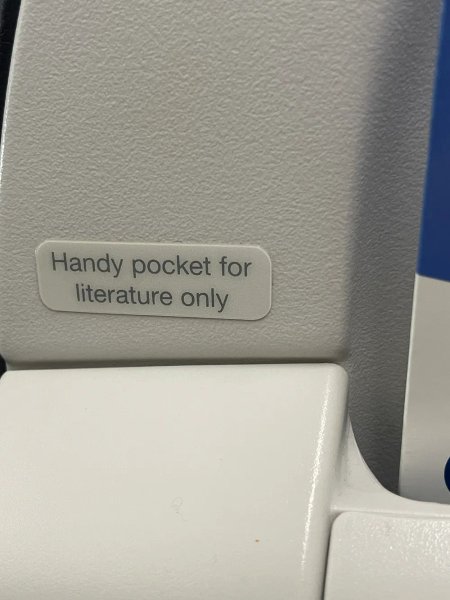 Handy pocket for
literature only